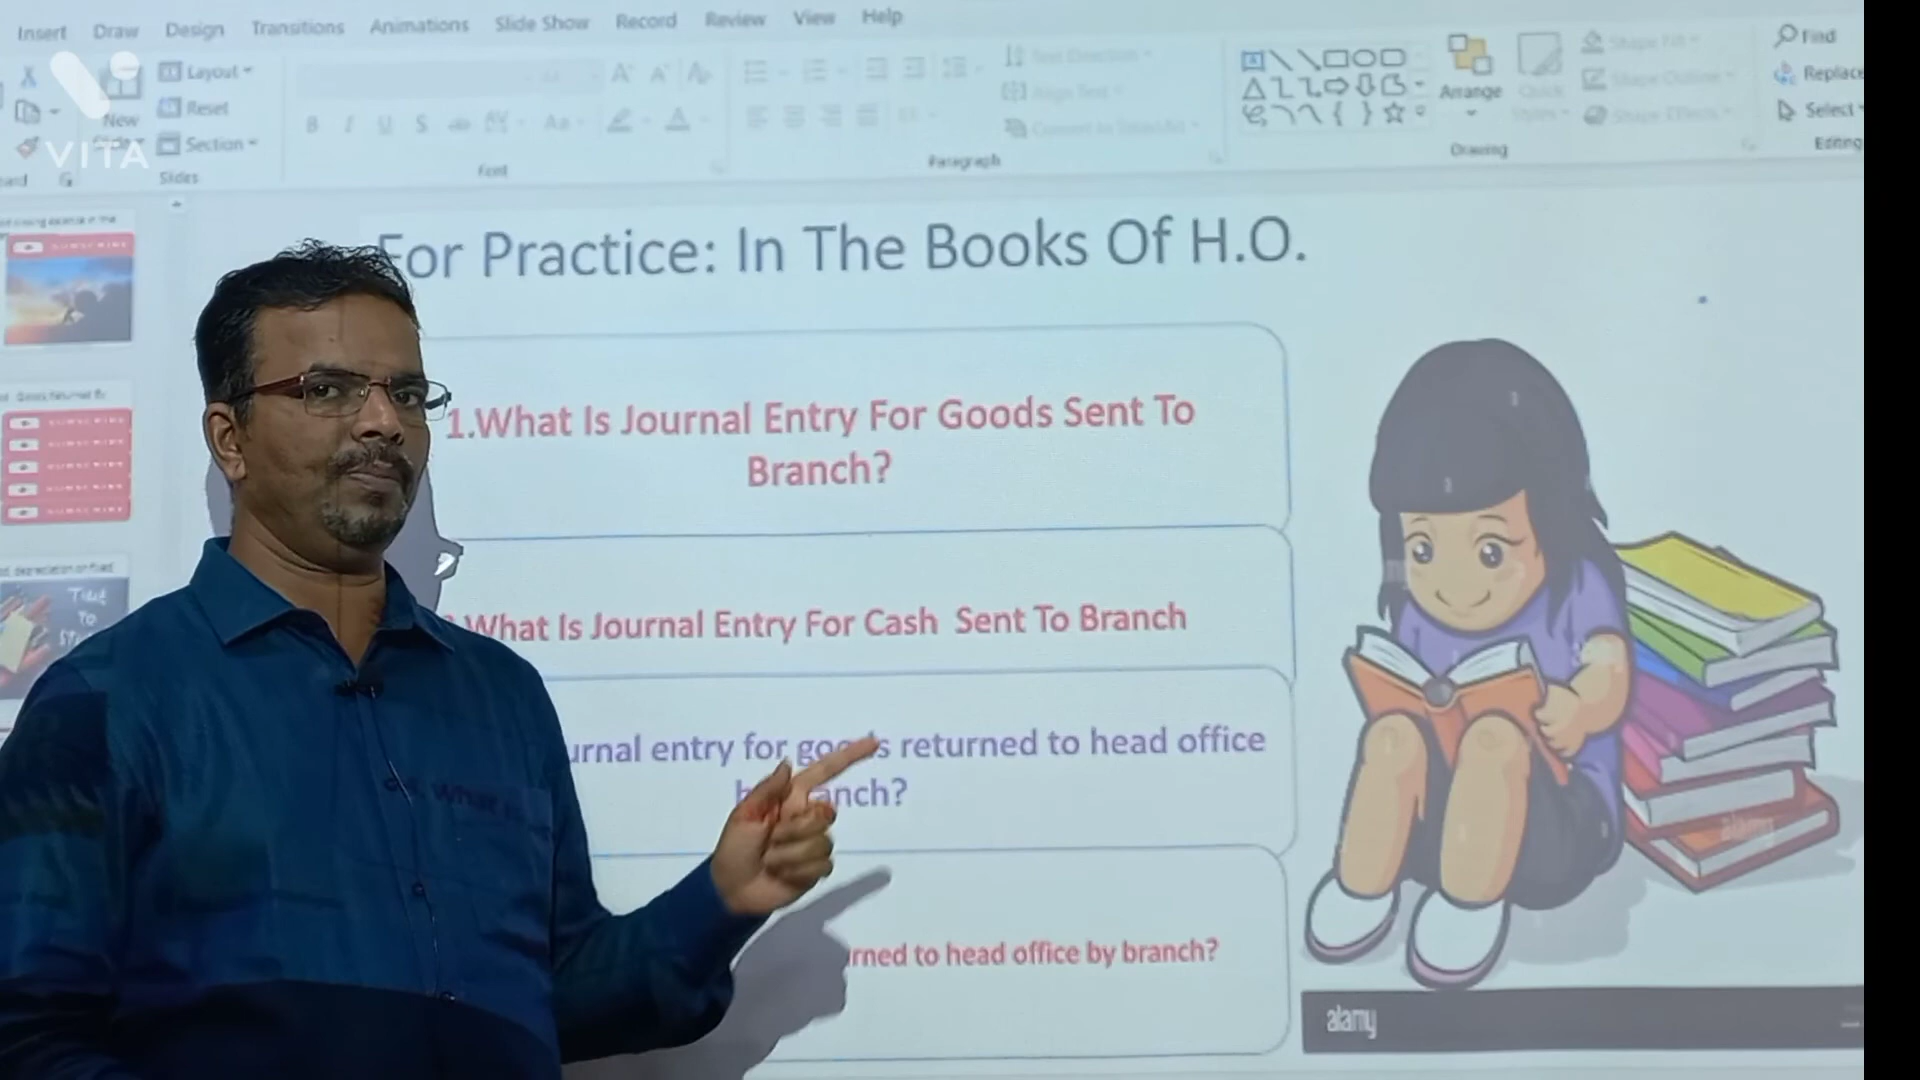 Insert Draw Design Transitions Animations Slide Show Record Review View Help
Layout
Reset
Section
New
Slides
Font
Paragraph
Drawing
Arrange
Find
Replace
Select
Editing
VITA
For Practice: In The Books Of H.O.
1.What Is Journal Entry For Goods Sent To
Branch?
What Is Journal Entry For Cash Sent To Branch
urnal entry for goods returned to head office
branch?
rned to head office by branch?
alamy